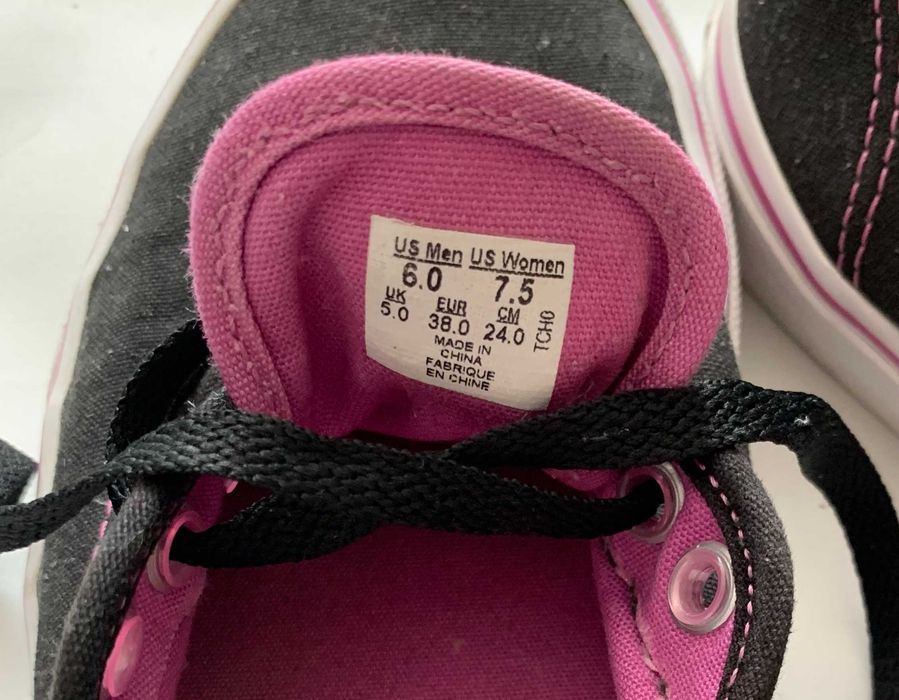 US Men US Women
6.0 7.5
UK EUR CM
5.0 38.0 24.0
MADE IN
CHINA
FABRIQUE
EN CHINE
TCHG